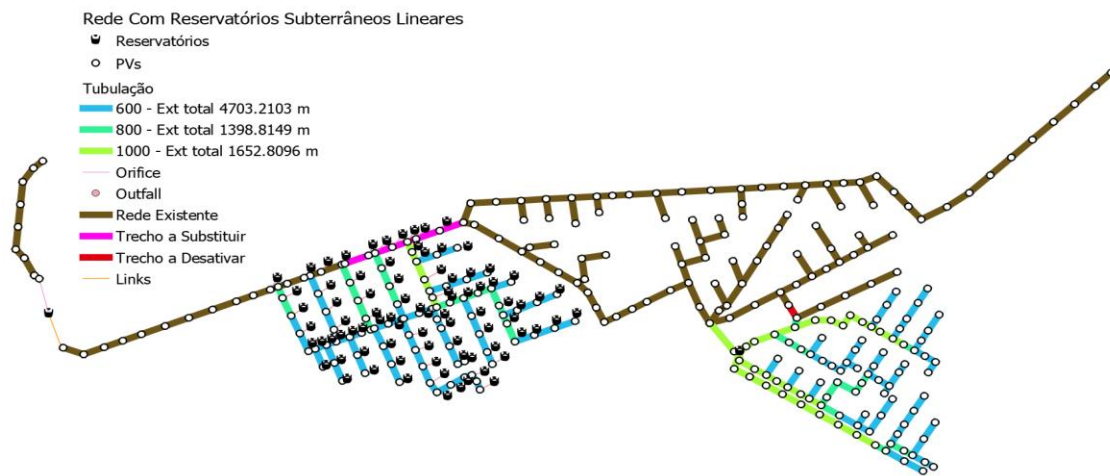 Rede Com Reservatórios Subterrâneos Lineares
Reservatórios
PVs
Tubulação
600 - Ext total 4703.2103 m
800 - Ext total 1398.8149 m
1000 - Ext total 1652.8096 m
Orifice
Outfall
Rede Existente
Trecho a Substituir
Trecho a Desativar
Links